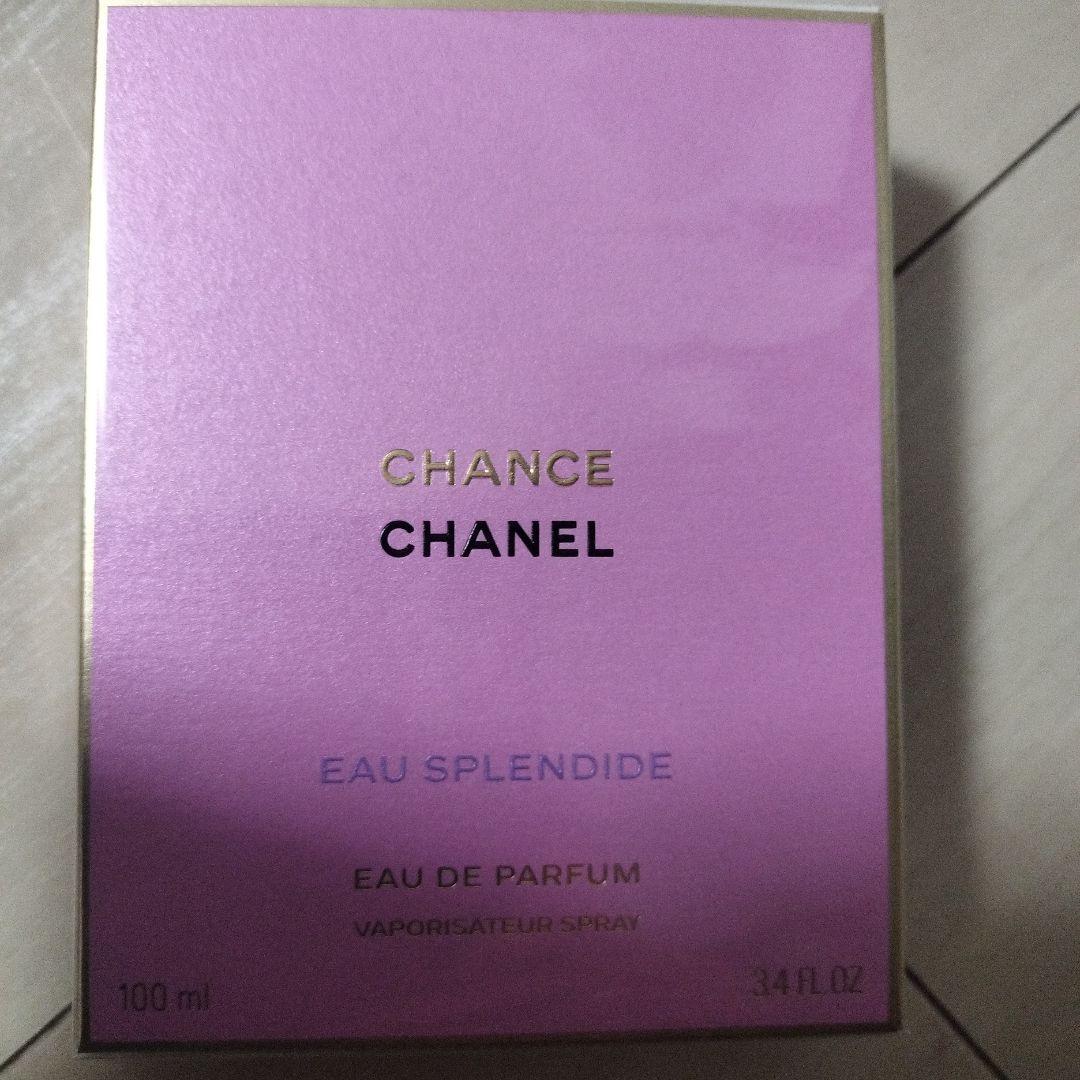 CHANCE
CHANEL
EAU SPLENDIDE
EAU DE PARFUM
VAPORISATEUR SPRAY
100 ml
3.4 FL. OZ